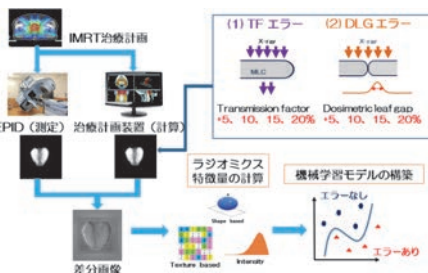 IMRT治療計画
EPID（測定）
治療計画装置（計算）
(1) TF エラー
(2) DLG エラー
X-ray
X-ray
MLC
Transmission factor
Dosimetric leaf gap
+5、10、15、20%
+5、10、15、20%
ラジオミクス
特徴量の計算
機械学習モデルの構築
差分画像
Shape based
Texture based
Intensity
エラーなし
エラーあり